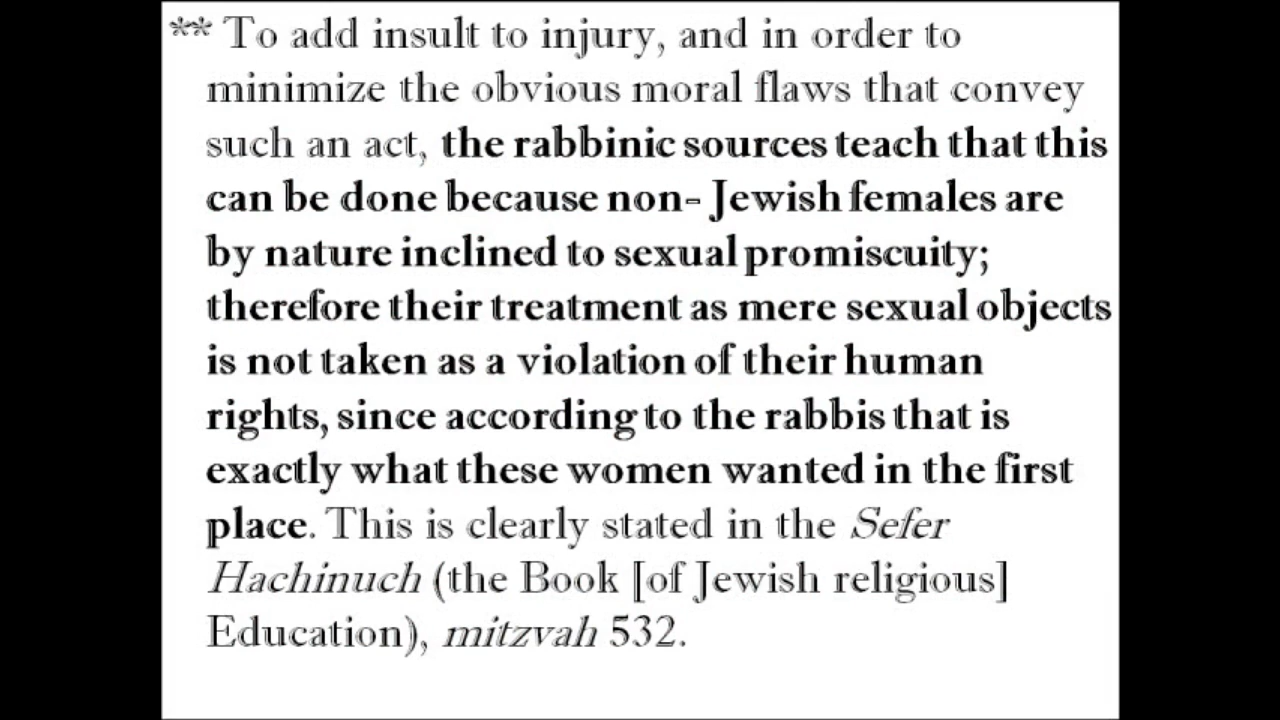 ** To add insult to injury, and in order to
minimize the obvious moral flaws that convey
such an act, the rabbinic sources teach that this
can be done because non- Jewish females are
by nature inclined to sexual promiscuity;
therefore their treatment as mere sexual objects
is not taken as a violation of their human
rights, since according to the rabbis that is
exactly what these women wanted in the first
place. This is clearly stated in the Sefer
Hachinuch (the Book [of Jewish religious]
Education), mitzvah 532.